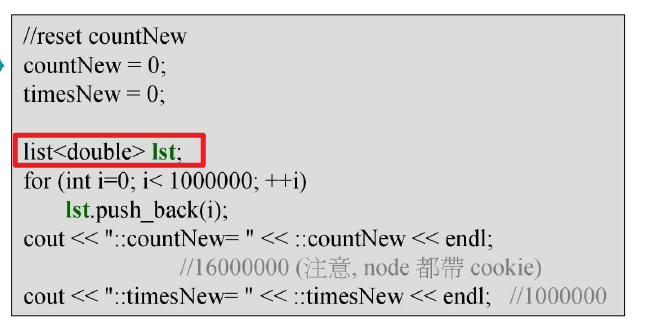 //reset countNew
countNew = 0;
timesNew = 0;
list<double> lst;
for (int i=0; i< 1000000; ++i)
lst.push_back(i);
cout << "::countNew= " << ::countNew << endl;
//16000000 (注意, node 都帶 cookie)
cout << "::timesNew= " << ::timesNew << endl; //1000000